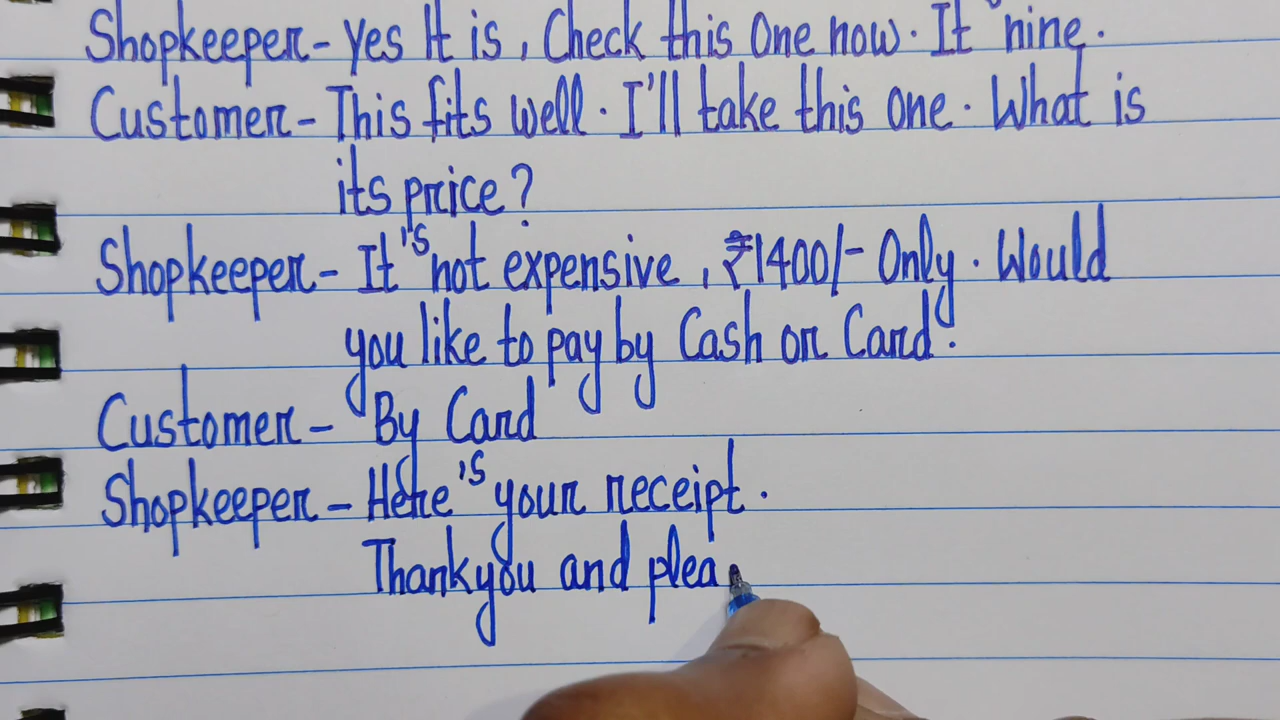 Shopkeeper- Yes It is, Check this One now. It nine.
Customer- This fits well. I'll take this one. What is
its price?
Shopkeeper- It's not expensive, ₹1400/- Only. Would
you like to pay by Cash or Card?
Customer- By Card
Shopkeeper- Here's your receipt.
Thankyou and plea